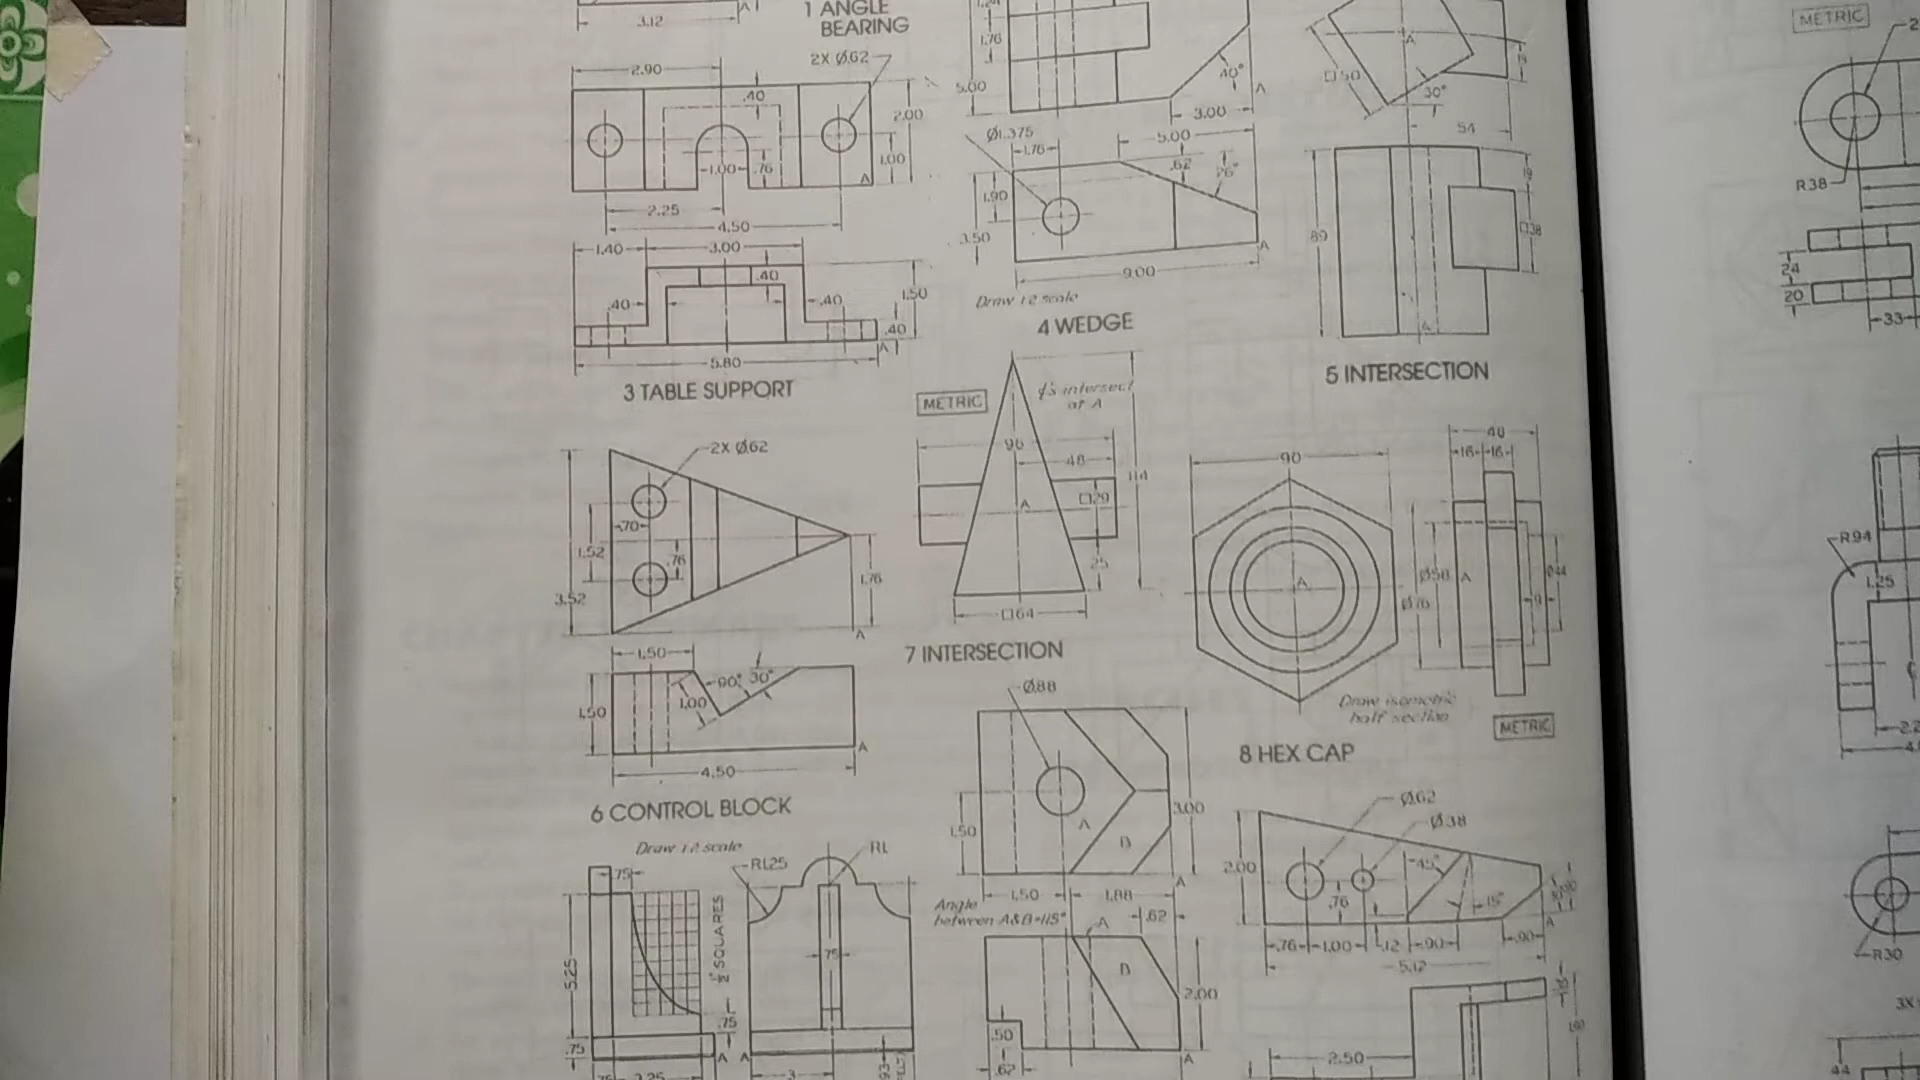 3.12
A
1 ANGLE
BEARING
2.90
2X Ø.62
.40
2.00
1.00
.76
1.00
A
2.25
4.50
1.40
3.00
.40
.40
.40
1.50
.40
A
5.80
3 TABLE SUPPORT
1.76
5.00
40°
A
3.00
Ø1.375
1.76
5.00
.62
1.90
3.50
A
9.00
Draw 1:2 scale
4 WEDGE
A
□50
30°
54
19
89
□38
A
5 INTERSECTION
2X Ø.62
.70
1.52
.76
3.52
1.76
A
1.50
90°
30°
1.00
1.50
A
4.50
6 CONTROL BLOCK
METRIC
¢'s intersect
at A
96
48
114
A
□29
25
□64
7 INTERSECTION
90
48
16
16
A
Ø58
A
Ø76
9
Ø44
Draw isometric
half section
METRIC
8 HEX CAP
Draw 1:2 scale
R1.25
R1.
.75
5.25
½" SQUARES
.75
.75
.75
A
A
3
Ø.88
1.50
A
B
3.00
A
1.50
1.88
Angle
between A&B=115°
A
.62
B
2.00
.50
.62
A
Ø.62
Ø.38
2.00
45°
.76
15°
A
.76
1.00
.12
.90
.90
5.12
2.50
METRIC
R38
24
20
33
R.94
1.25
R30
3X
44